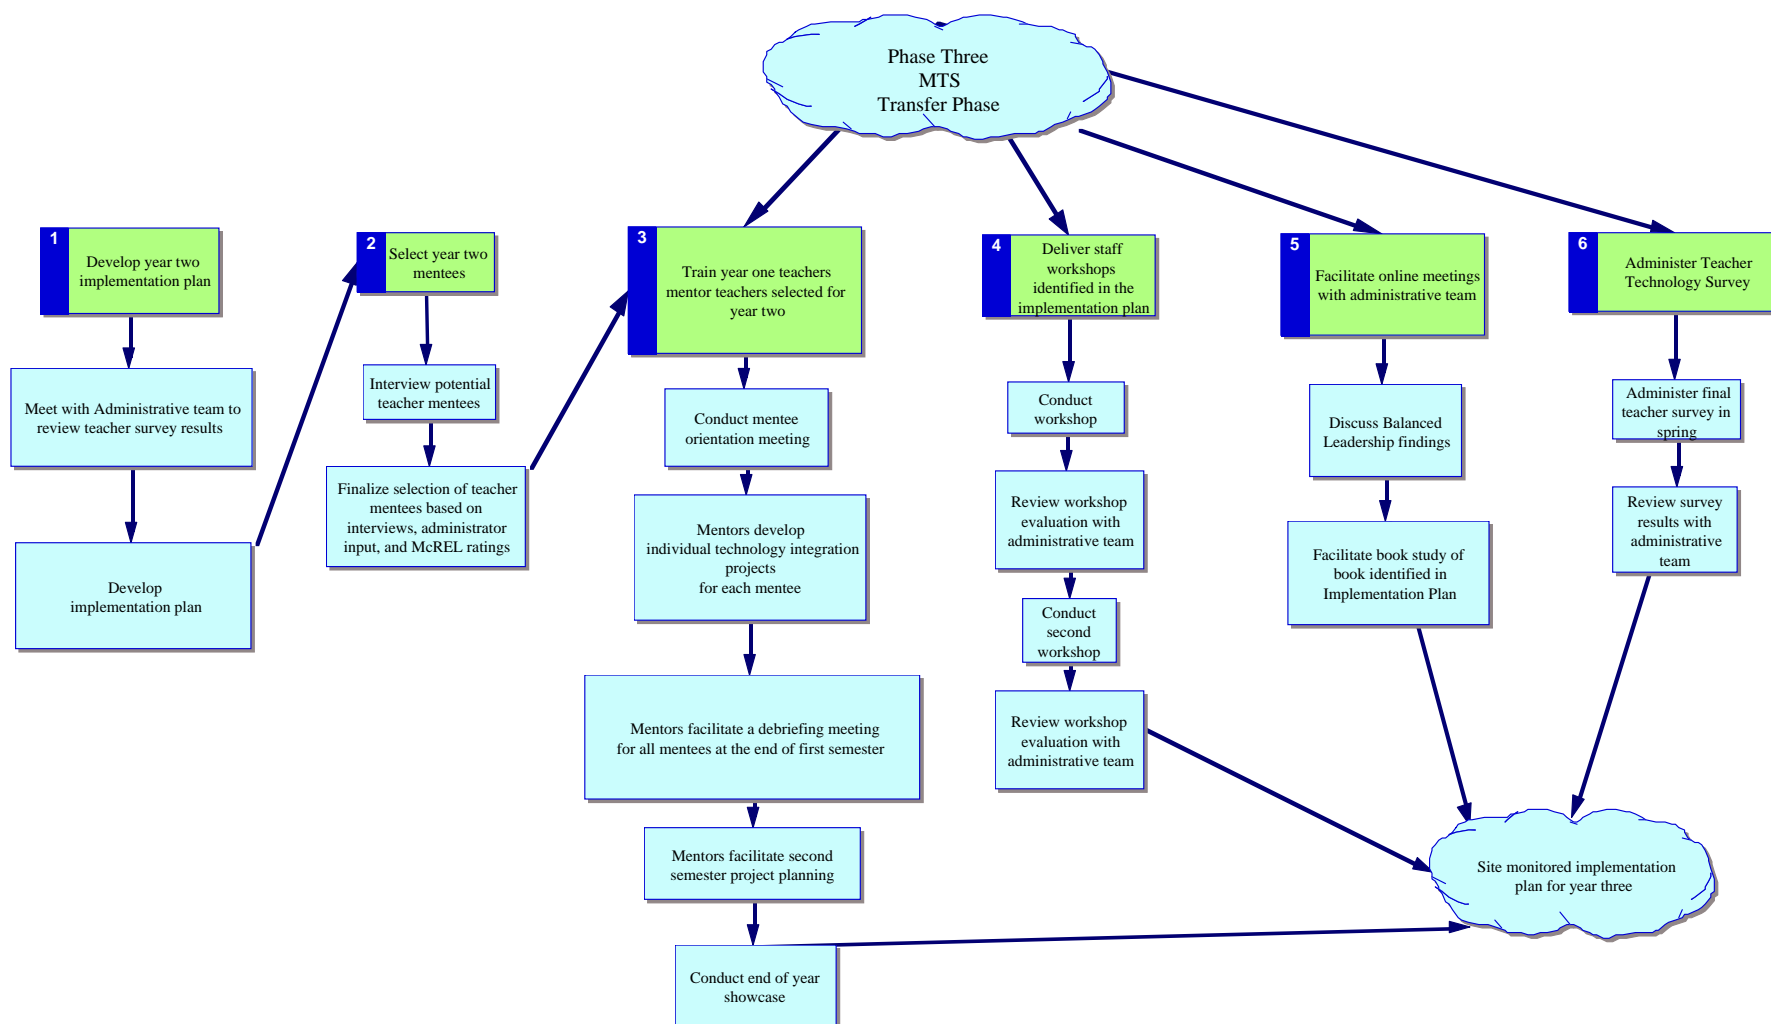 Phase Three
MTS
Transfer Phase
1
Develop year two
implementation plan
Meet with Administrative team to
review teacher survey results
Develop
implementation plan
2
Select year two
mentees
Interview potential
teacher mentees
Finalize selection of teacher
mentees based on
interviews, administrator
input, and McREL ratings
3
Train year one teachers
mentor teachers selected for
year two
Conduct mentee
orientation meeting
Mentors develop
individual technology integration
projects
for each mentee
Mentors facilitate a debriefing meeting
for all mentees at the end of first semester
Mentors facilitate second
semester project planning
Conduct end of year
showcase
4
Deliver staff
workshops
identified in the
implementation plan
Conduct
workshop
Review workshop
evaluation with
administrative team
Conduct
second
workshop
Review workshop
evaluation with
administrative team
5
Facilitate online meetings
with administrative team
Discuss Balanced
Leadership findings
Facilitate book study of
book identified in
Implementation Plan
6
Administer Teacher
Technology Survey
Administer final
teacher survey in
spring
Review survey
results with
administrative
team
Site monitored implementation
plan for year three